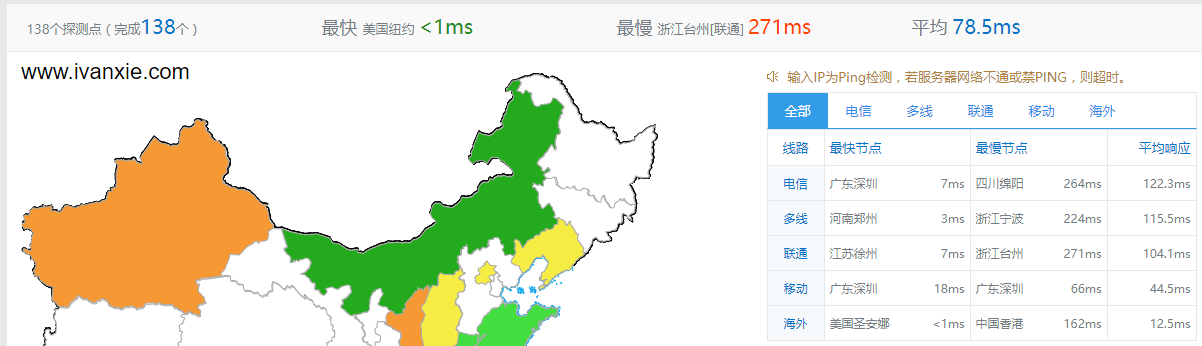 138个探测点（完成138个） 最快 美国纽约 <1ms 最慢 浙江台州[联通] 271ms 平均 78.5ms
www.ivanxie.com
输入IP为Ping检测，若服务器网络不通或禁PING，则超时。
全部 电信 多线 联通 移动 海外
线路 最快节点 最慢节点 平均响应
电信 广东深圳 7ms 四川绵阳 264ms 122.3ms
多线 河南郑州 3ms 浙江宁波 224ms 115.5ms
联通 江苏徐州 7ms 浙江台州 271ms 104.1ms
移动 广东深圳 18ms 广东深圳 66ms 44.5ms
海外 美国圣安娜 <1ms 中国香港 162ms 12.5ms
渤海